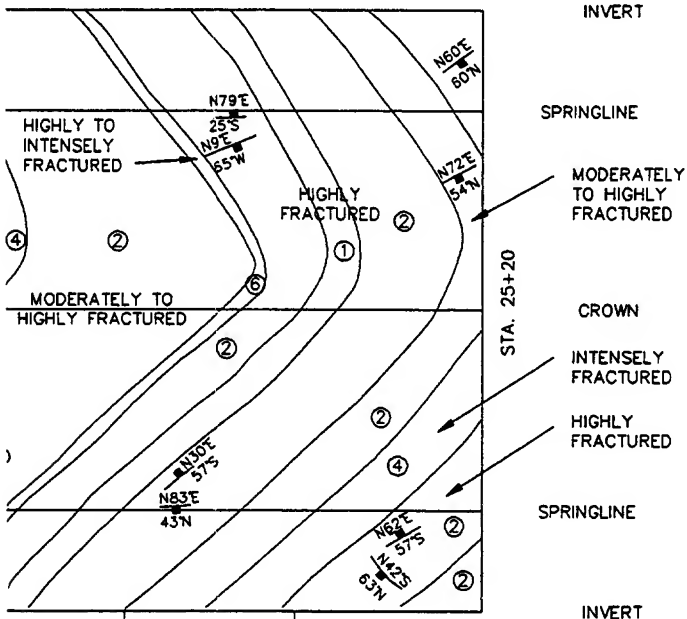 INVERT
N60°E
60°N
SPRINGLINE
N79°E
25°S
HIGHLY TO
INTENSELY
FRACTURED
N9°E
65°W
N72°E
54°N
MODERATELY
TO HIGHLY
FRACTURED
HIGHLY
FRACTURED
2
4
2
1
6
STA. 25+20
MODERATELY TO
HIGHLY FRACTURED
CROWN
2
INTENSELY
FRACTURED
2
HIGHLY
FRACTURED
4
N30°E
57°S
N83°E
43°N
SPRINGLINE
N62°E
57°S
2
N42°S
63°N
2
INVERT